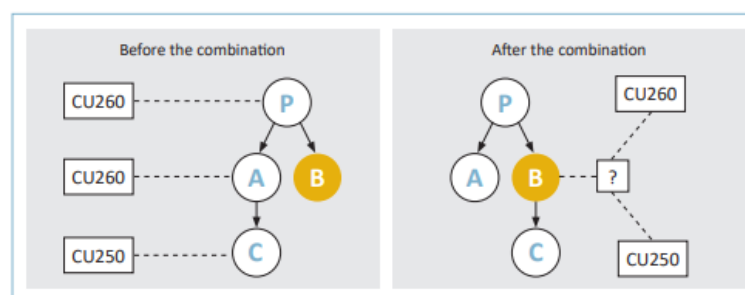 Before the combination
CU260
P
CU260
A
B
CU250
C
After the combination
P
CU260
A
B
?
C
CU250